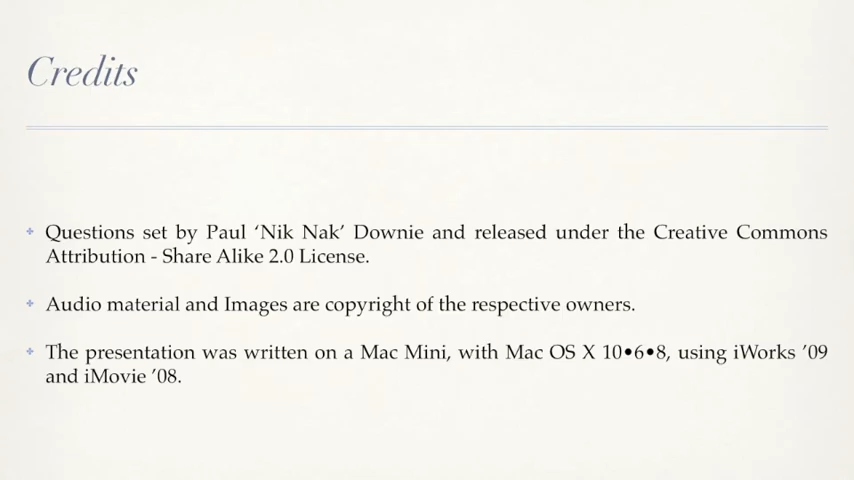 Credits
Questions set by Paul ‘Nik Nak’ Downie and released under the Creative Commons
Attribution - Share Alike 2.0 License.
Audio material and Images are copyright of the respective owners.
The presentation was written on a Mac Mini, with Mac OS X 10•6•8, using iWorks ’09
and iMovie ’08.